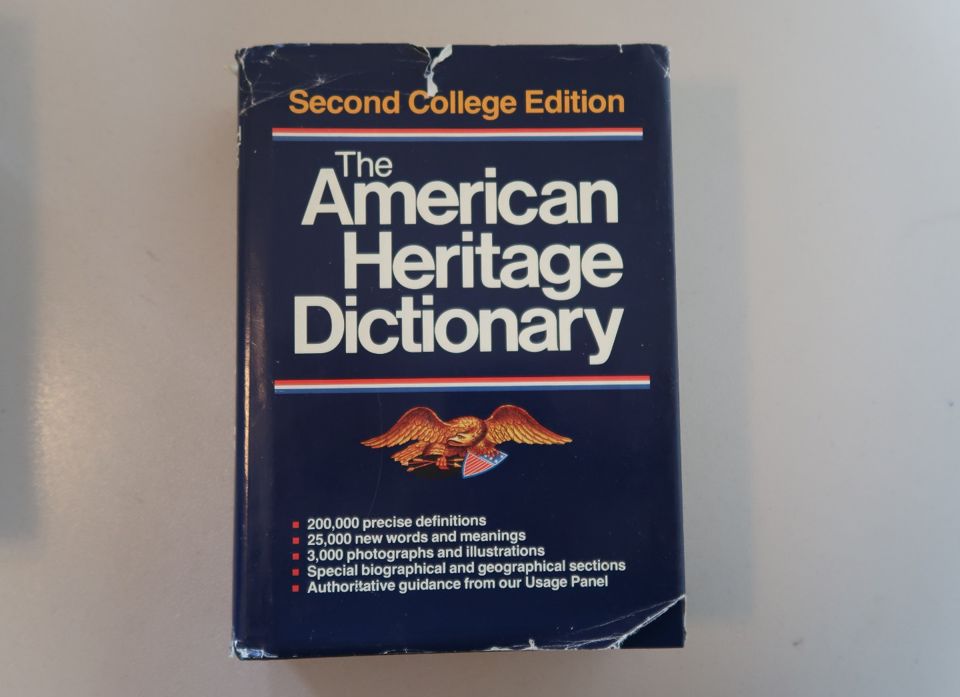 Second College Edition
The
American
Heritage
Dictionary
200,000 precise definitions
25,000 new words and meanings
3,000 photographs and illustrations
Special biographical and geographical sections
Authoritative guidance from our Usage Panel